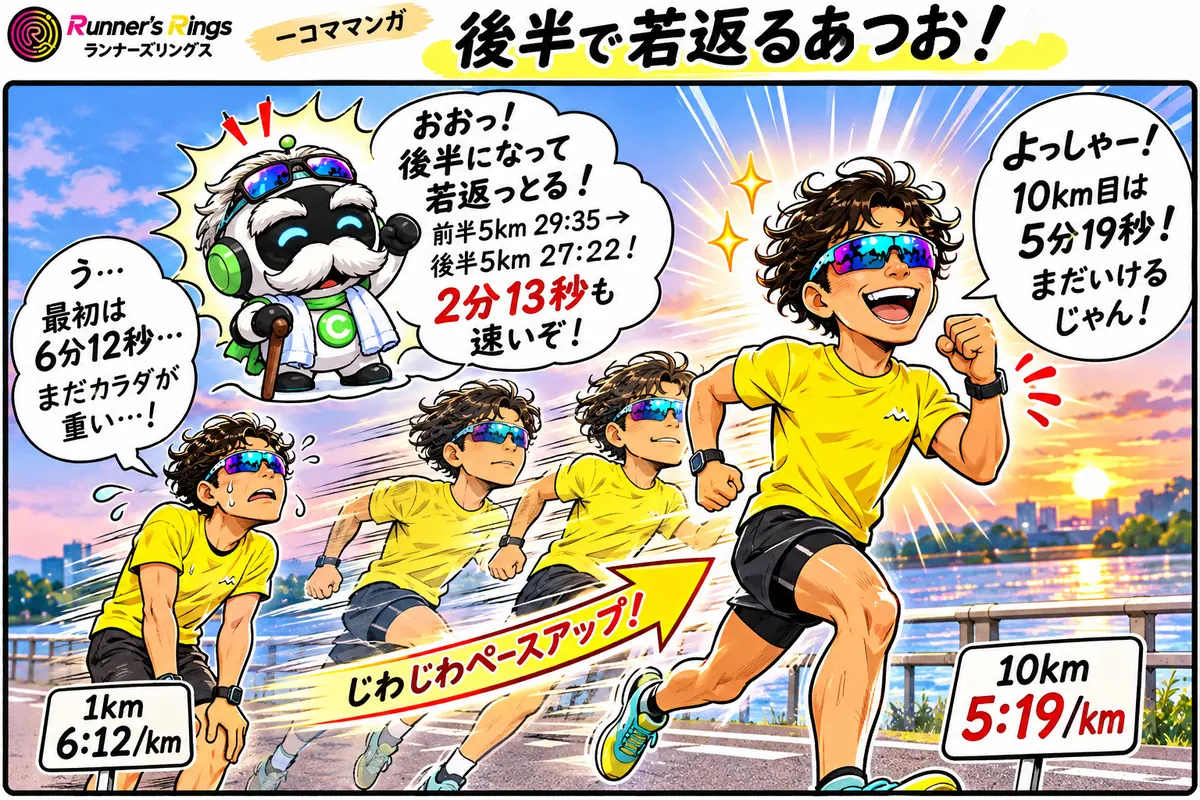 Runner's Rings
ランナーズリングス
一コママンガ
後半で若返るあつお!
おおっ!
後半になって
若返っとる!
前半5km 29:35→
後半5km 27:22!
2分13秒も
速いぞ!
よっしゃー!
10km目は
5分19秒!
まだいける
じゃん!
う…
最初は
6分12秒…
まだカラダが
重い…!
C
じわじわペースアップ!
1km
6:12/km
10km
5:19/km